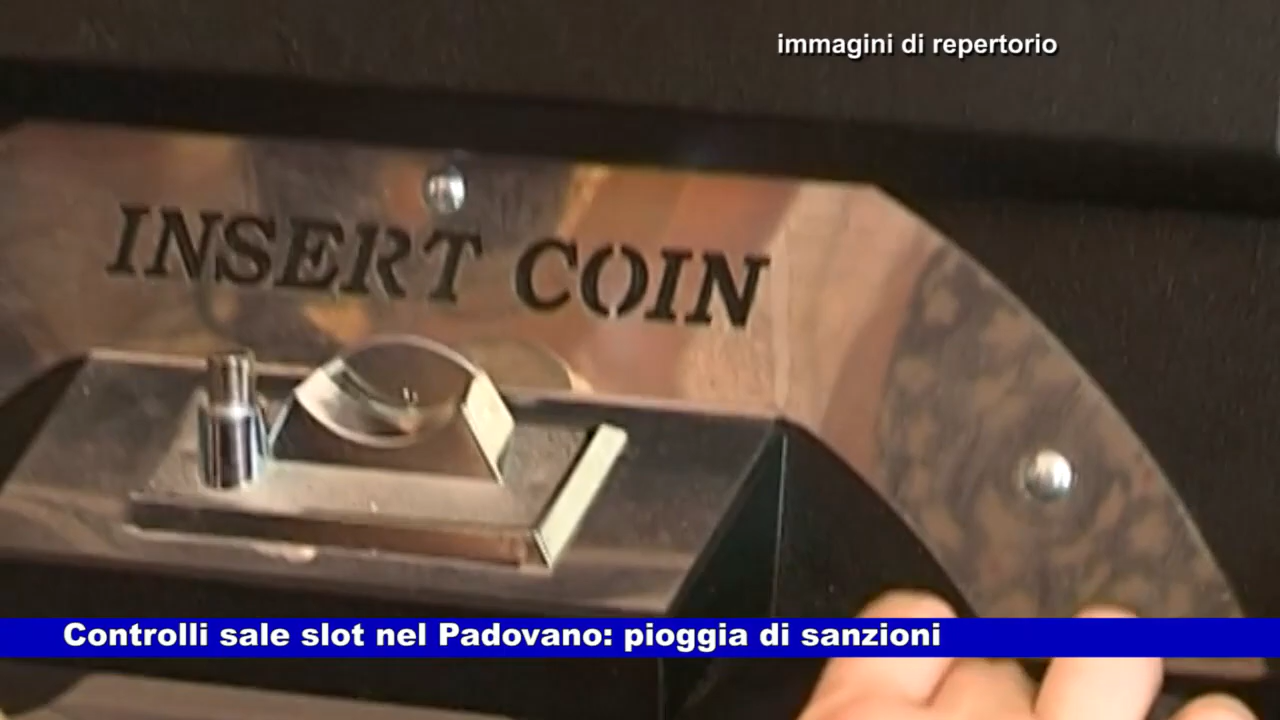 immagini di repertorio
INSERT COIN
Controlli sale slot nel Padovano: pioggia di sanzioni